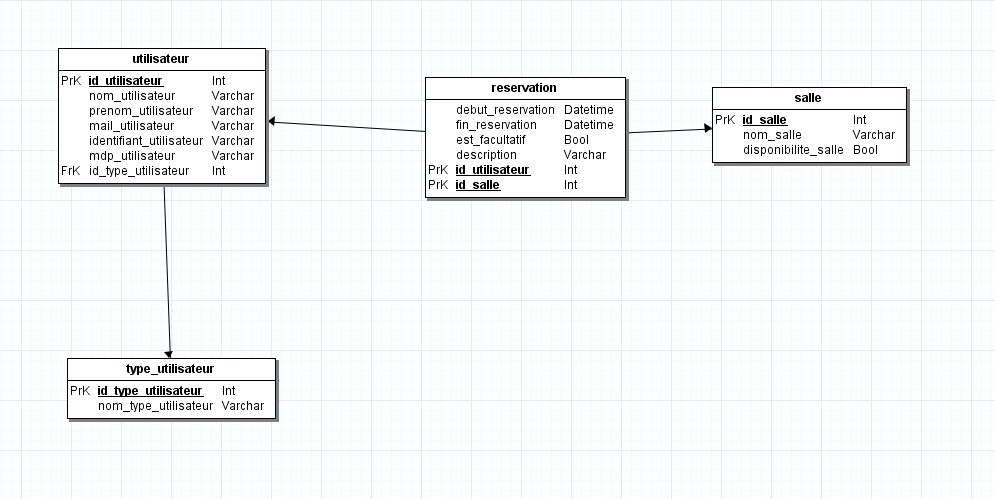 utilisateur
PrK id_utilisateur Int
nom_utilisateur Varchar
prenom_utilisateur Varchar
mail_utilisateur Varchar
identifiant_utilisateur Varchar
mdp_utilisateur Varchar
FrK id_type_utilisateur Int
reservation
debut_reservation Datetime
fin_reservation Datetime
est_facultatif Bool
description Varchar
PrK id_utilisateur Int
PrK id_salle Int
salle
PrK id_salle Int
nom_salle Varchar
disponibilite_salle Bool
type_utilisateur
PrK id_type_utilisateur Int
nom_type_utilisateur Varchar